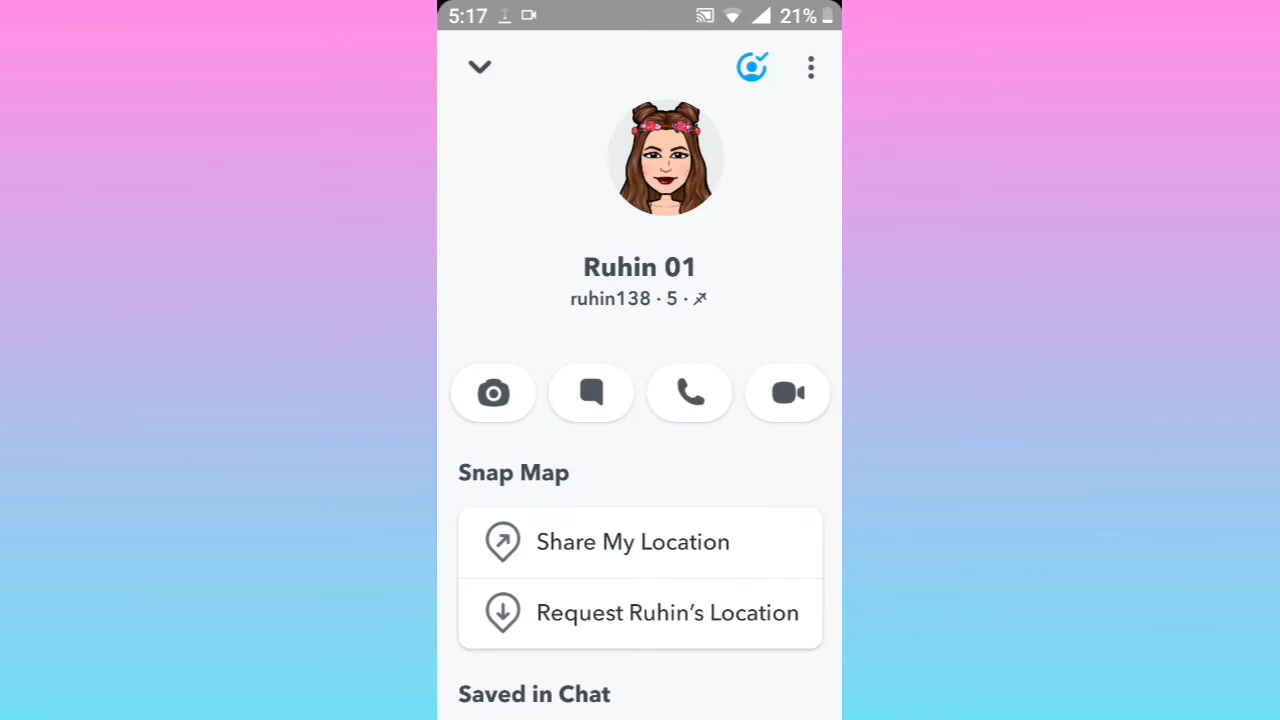 5:17 21%
Ruhin 01
ruhin138 · 5 · ♐
Snap Map
Share My Location
Request Ruhin’s Location
Saved in Chat